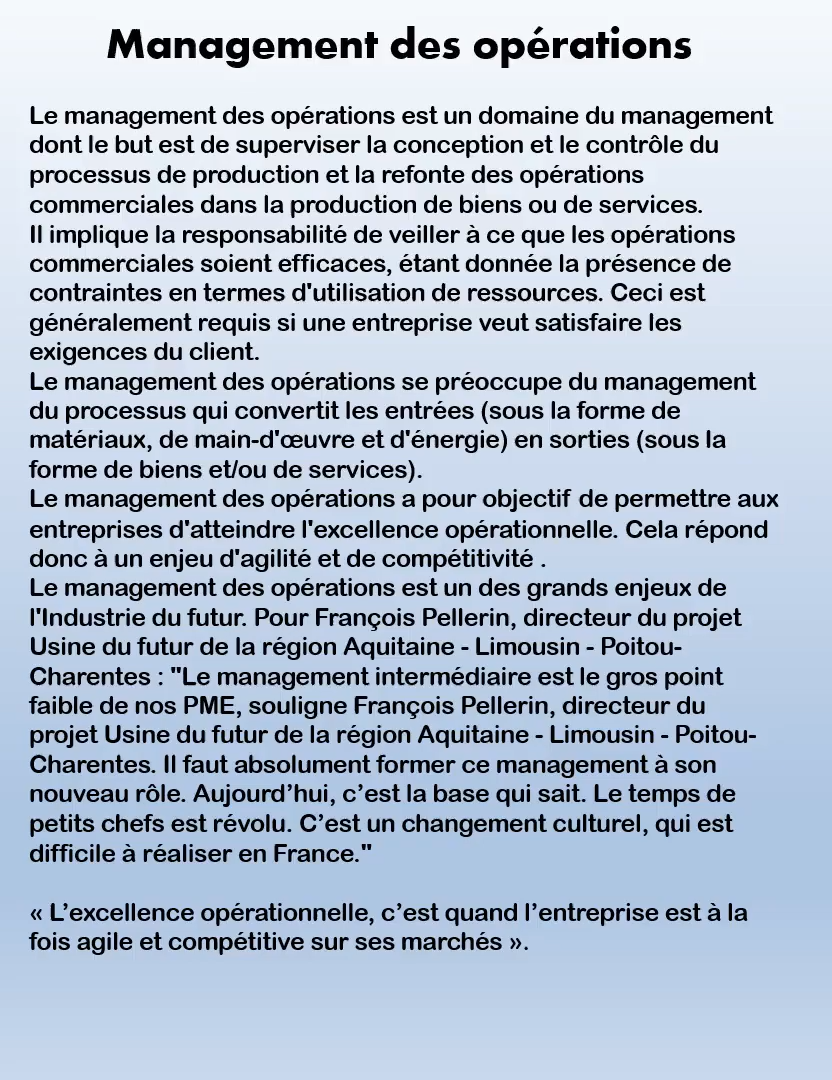 Management des opérations
Le management des opérations est un domaine du management
dont le but est de superviser la conception et le contrôle du
processus de production et la refonte des opérations
commerciales dans la production de biens ou de services.
Il implique la responsabilité de veiller à ce que les opérations
commerciales soient efficaces, étant donnée la présence de
contraintes en termes d'utilisation de ressources. Ceci est
généralement requis si une entreprise veut satisfaire les
exigences du client.
Le management des opérations se préoccupe du management
du processus qui convertit les entrées (sous la forme de
matériaux, de main-d'œuvre et d'énergie) en sorties (sous la
forme de biens et/ou de services).
Le management des opérations a pour objectif de permettre aux
entreprises d'atteindre l'excellence opérationnelle. Cela répond
donc à un enjeu d'agilité et de compétitivité .
Le management des opérations est un des grands enjeux de
l'Industrie du futur. Pour François Pellerin, directeur du projet
Usine du futur de la région Aquitaine - Limousin - Poitou-
Charentes : "Le management intermédiaire est le gros point
faible de nos PME, souligne François Pellerin, directeur du
projet Usine du futur de la région Aquitaine - Limousin - Poitou-
Charentes. Il faut absolument former ce management à son
nouveau rôle. Aujourd’hui, c’est la base qui sait. Le temps de
petits chefs est révolu. C’est un changement culturel, qui est
difficile à réaliser en France."
« L’excellence opérationnelle, c’est quand l’entreprise est à la
fois agile et compétitive sur ses marchés ».